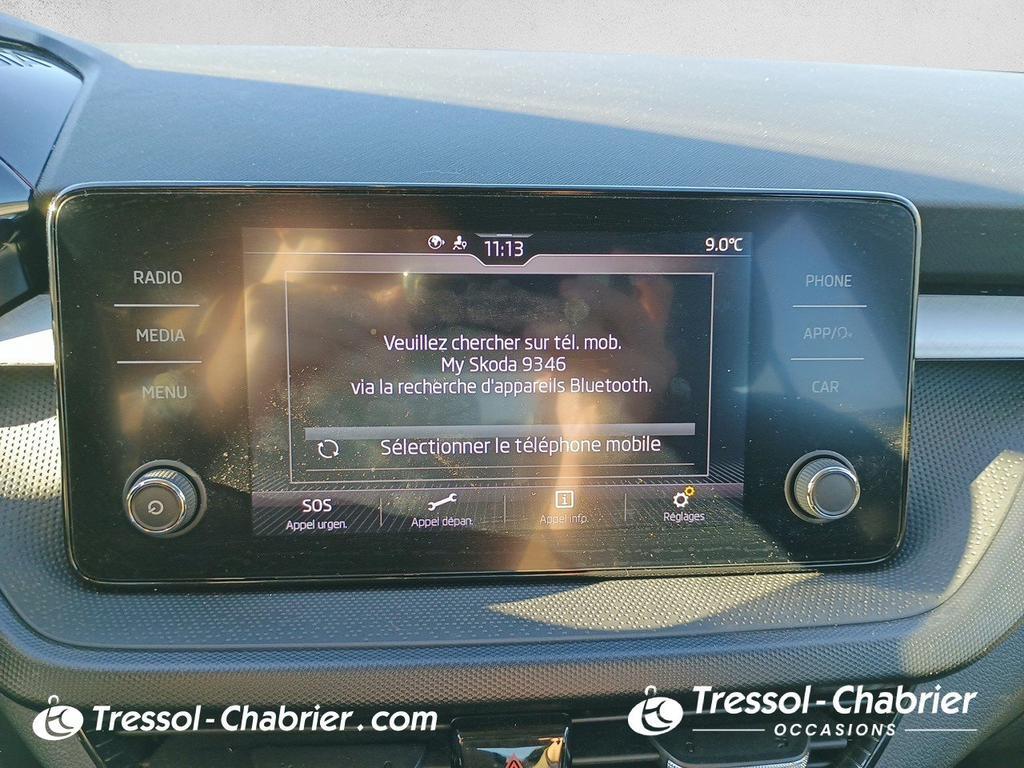 11:13
9.0°C
RADIO
MEDIA
MENU
Veuillez chercher sur tél. mob.
My Skoda 9346
via la recherche d'appareils Bluetooth.
Sélectionner le téléphone mobile
SOS
Appel urgen.
Appel dépan.
Appel info.
Réglages
PHONE
APP/
CAR
Tressol-Chabrier.com
Tressol-Chabrier
OCCASIONS